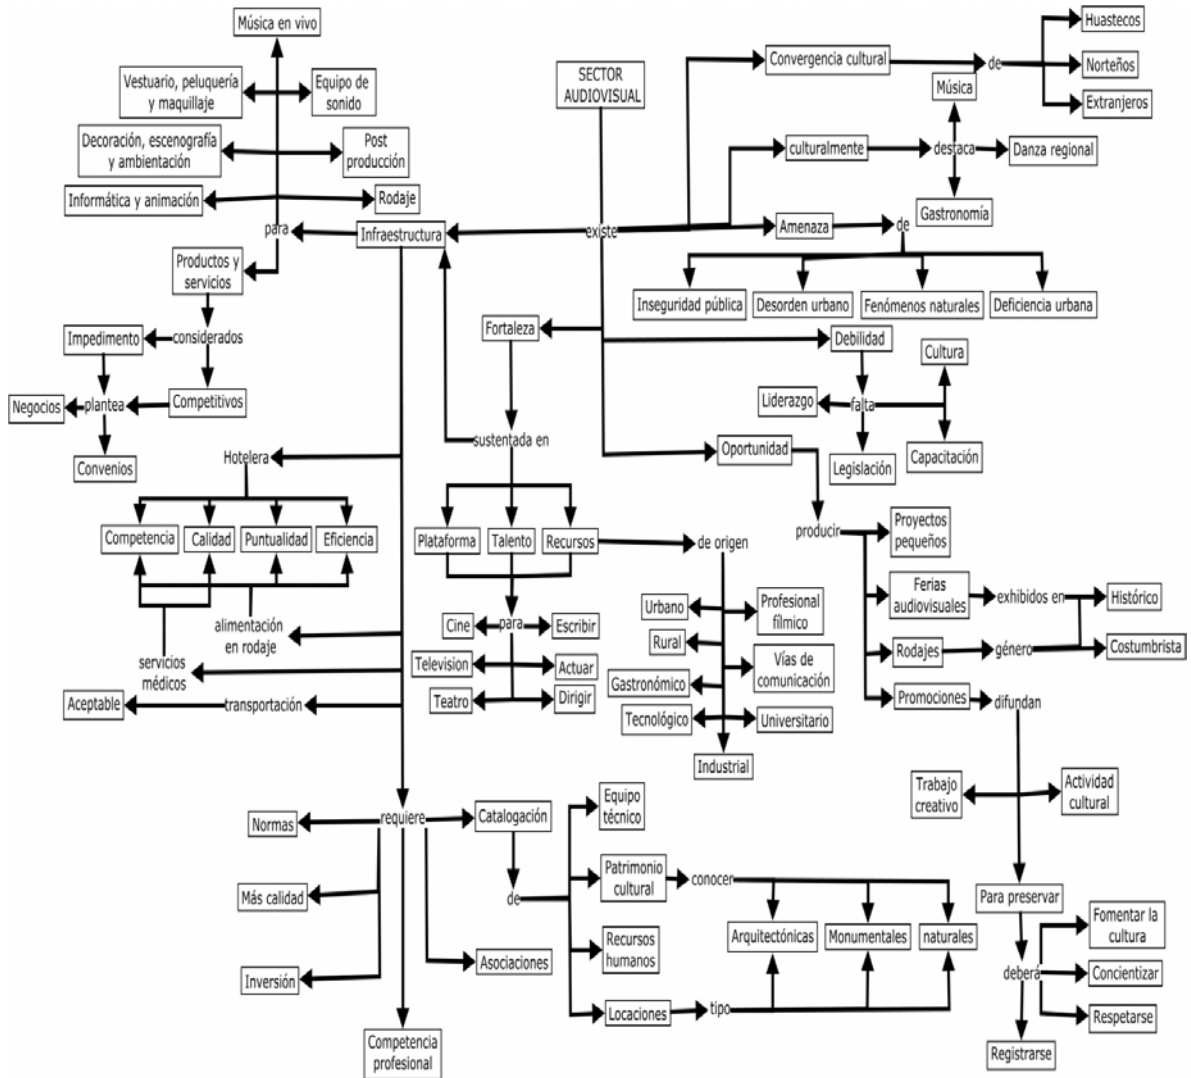 Música en vivo
Huastecos
Vestuario, peluquería
y maquillaje
Equipo de
sonido
SECTOR
AUDIOVISUAL
Convergencia cultural
de
Norteños
Música
Extranjeros
Decoración, escenografía
y ambientación
Post
producción
culturalmente
destaca
Danza regional
Informática y animación
Rodaje
Gastronomía
para
Infraestructura
existe
Amenaza
de
Productos y
servicios
Inseguridad pública
Desorden urbano
Fenómenos naturales
Deficiencia urbana
Impedimento
considerados
Fortaleza
Debilidad
Cultura
Negocios
plantea
Competitivos
Liderazgo
falta
sustentada en
Oportunidad
Convenios
Hotelera
Legislación
Capacitación
Competencia
Calidad
Puntualidad
Eficiencia
Plataforma
Talento
Recursos
de origen
producir
Proyectos
pequeños
Urbano
Profesional
fílmico
Ferias
audiovisuales
exhibidos en
Histórico
alimentación
en rodaje
Cine
para
Escribir
Rural
Rodajes
género
Costumbrista
servicios
médicos
Television
Actuar
Vías de
comunicación
Gastronómico
Aceptable
transportación
Teatro
Dirigir
Promociones
difundan
Tecnológico
Universitario
Industrial
Trabajo
creativo
Actividad
cultural
Normas
requiere
Catalogación
Equipo
técnico
Más calidad
de
Patrimonio
cultural
conocer
Para preservar
Arquitectónicas
Monumentales
naturales
Fomentar la
cultura
Inversión
Asociaciones
Recursos
humanos
deberá
Concientizar
Locaciones
tipo
Respetarse
Competencia
profesional
Registrarse